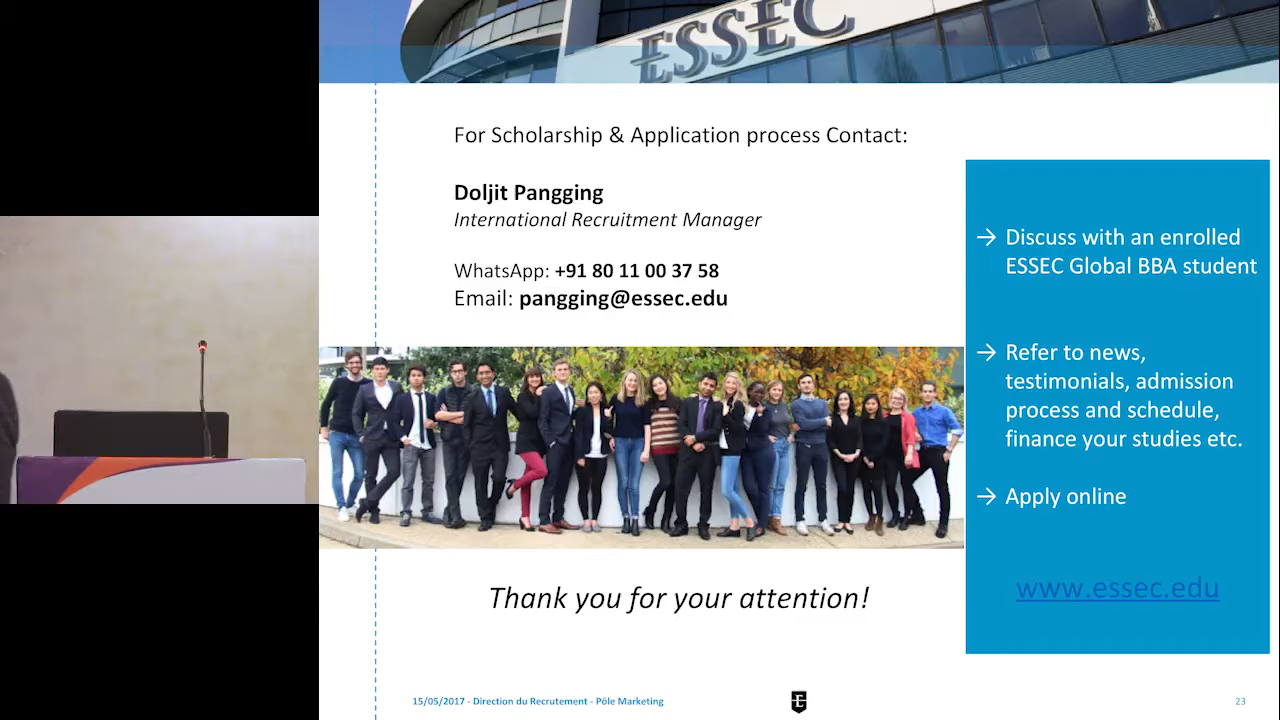 ESSEC
For Scholarship & Application process Contact:
Doljit Pangging
International Recruitment Manager
WhatsApp: +91 80 11 00 37 58
Email: pangging@essec.edu
→ Discuss with an enrolled
ESSEC Global BBA student
→ Refer to news,
testimonials, admission
process and schedule,
finance your studies etc.
→ Apply online
www.essec.edu
Thank you for your attention!
15/05/2017 - Direction du Recrutement - Pôle Marketing
E
23